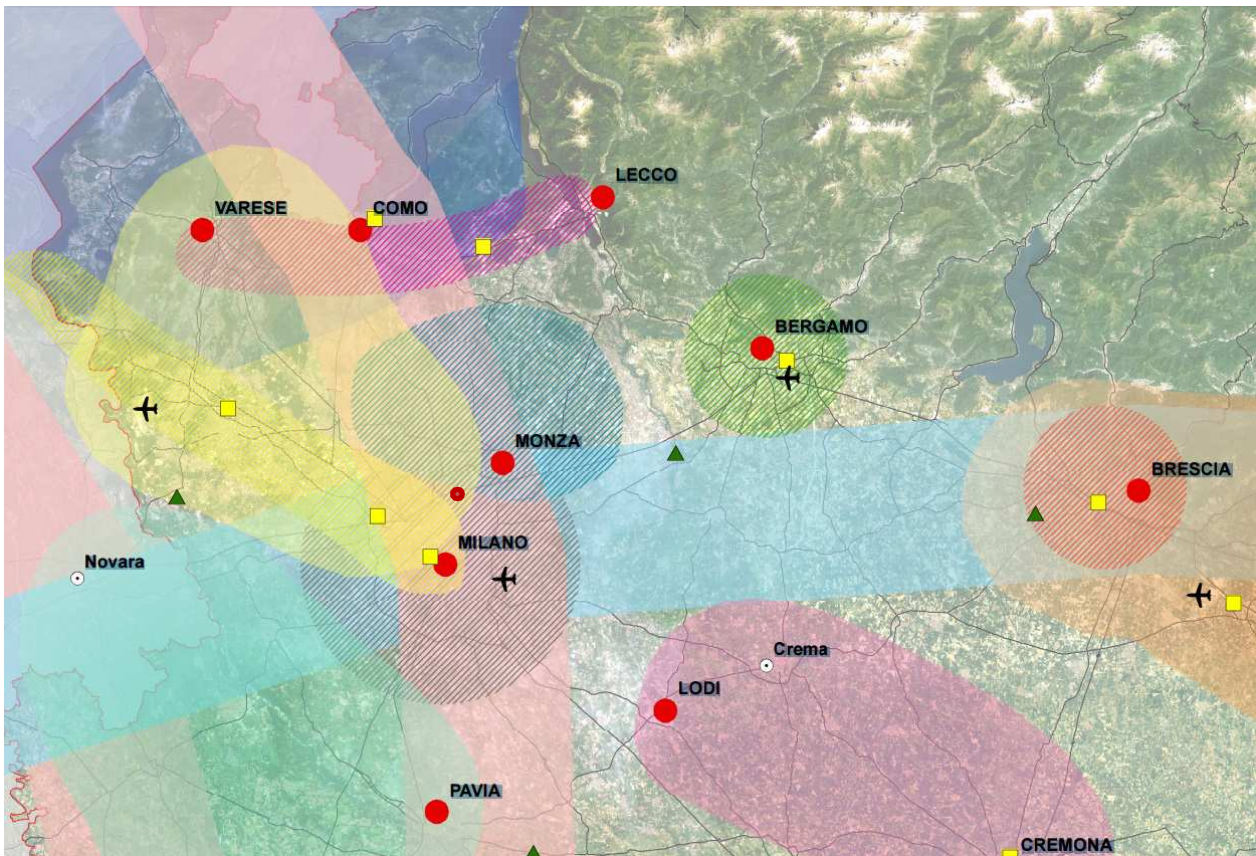 LECCO
VARESE
COMO
BERGAMO
MONZA
BRESCIA
MILANO
Novara
Crema
LODI
PAVIA
CREMONA